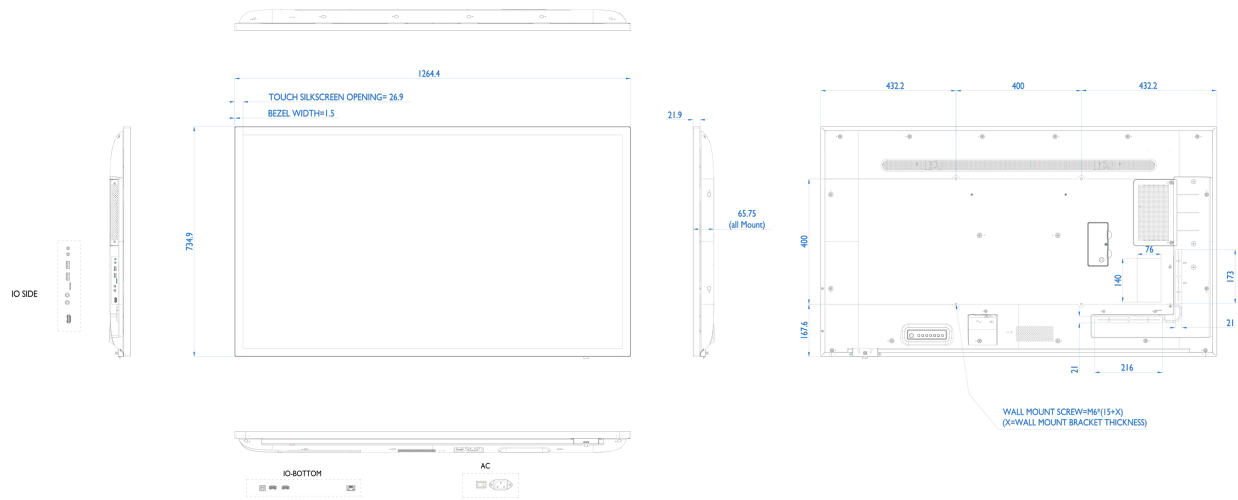 1264.4
TOUCH SILKSCREEN OPENING= 26.9
BEZEL WIDTH=1.5
734.9
IO SIDE
21.9
65.75
(all Mount)
432.2
400
432.2
400
167.6
76
140
173
21
21
216
WALL MOUNT SCREW=M6*(15+X)
(X=WALL MOUNT BRACKET THICKNESS)
IO-BOTTOM
AC